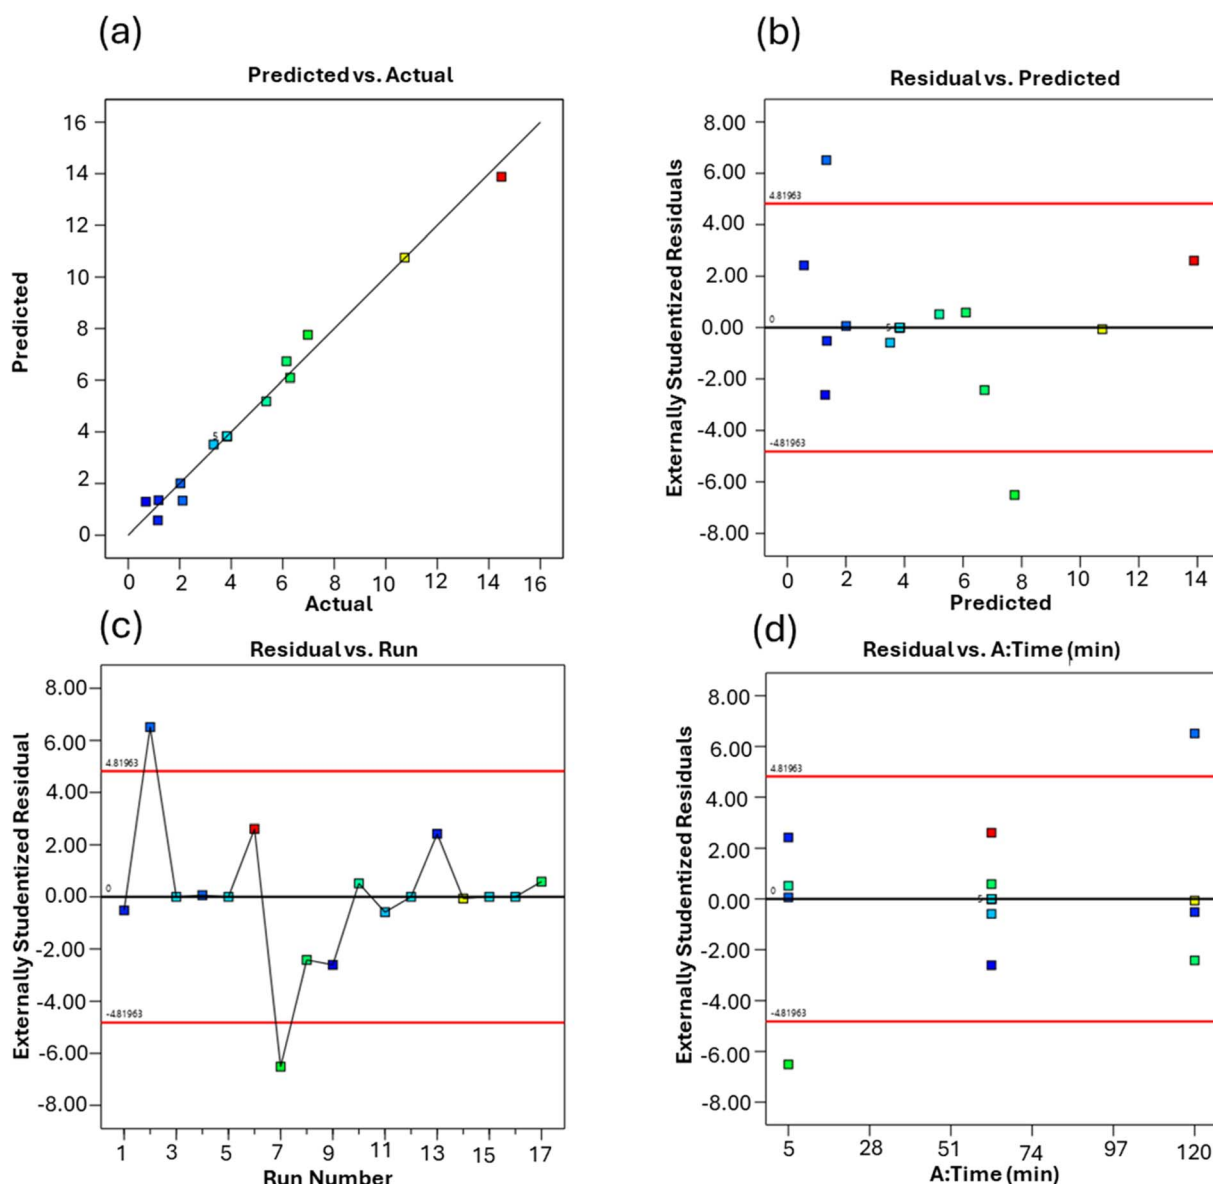 (a)
Predicted vs. Actual
16
14
12
10
8
6
4
2
0
5
0 2 4 6 8 10 12 14 16
Predicted
Actual
(b)
Residual vs. Predicted
8.00
6.00
4.00
2.00
0.00
-2.00
-4.00
-6.00
-8.00
4.81963
0
5
-4.81963
0 2 4 6 8 10 12 14
Externally Studentized Residuals
Predicted
(c)
Residual vs. Run
8.00
6.00
4.00
2.00
0.00
-2.00
-4.00
-6.00
-8.00
4.81963
0
-4.81963
1 3 5 7 9 11 13 15 17
Externally Studentized Residual
Run Number
(d)
Residual vs. A:Time (min)
8.00
6.00
4.00
2.00
0.00
-2.00
-4.00
-6.00
-8.00
4.81963
0
5
-4.81963
5 28 51 74 97 120
Externally Studentized Residuals
A:Time (min)